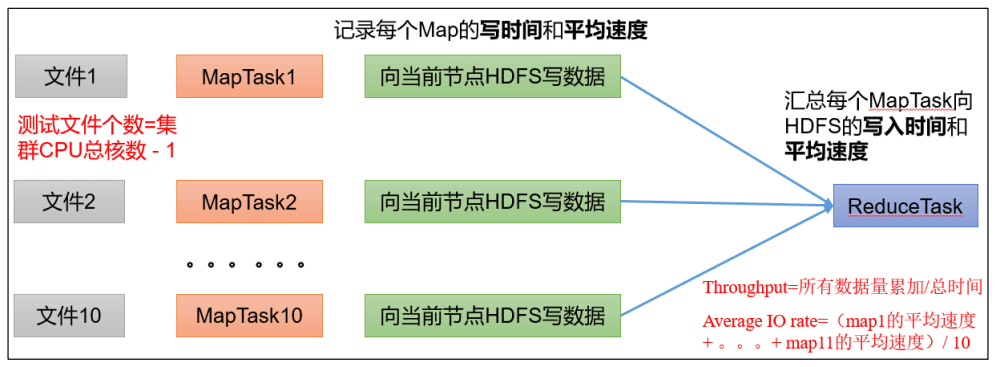 记录每个Map的写时间和平均速度
文件1
MapTask1
向当前节点HDFS写数据
测试文件个数=集
群CPU总核数 - 1
汇总每个MapTask向
HDFS的写入时间和
平均速度
文件2
MapTask2
向当前节点HDFS写数据
ReduceTask
。。。 。。。
文件10
MapTask10
向当前节点HDFS写数据
Throughput=所有数据量累加/总时间
Average IO rate=（map1的平均速度
+ 。。。+ map11的平均速度）/ 10